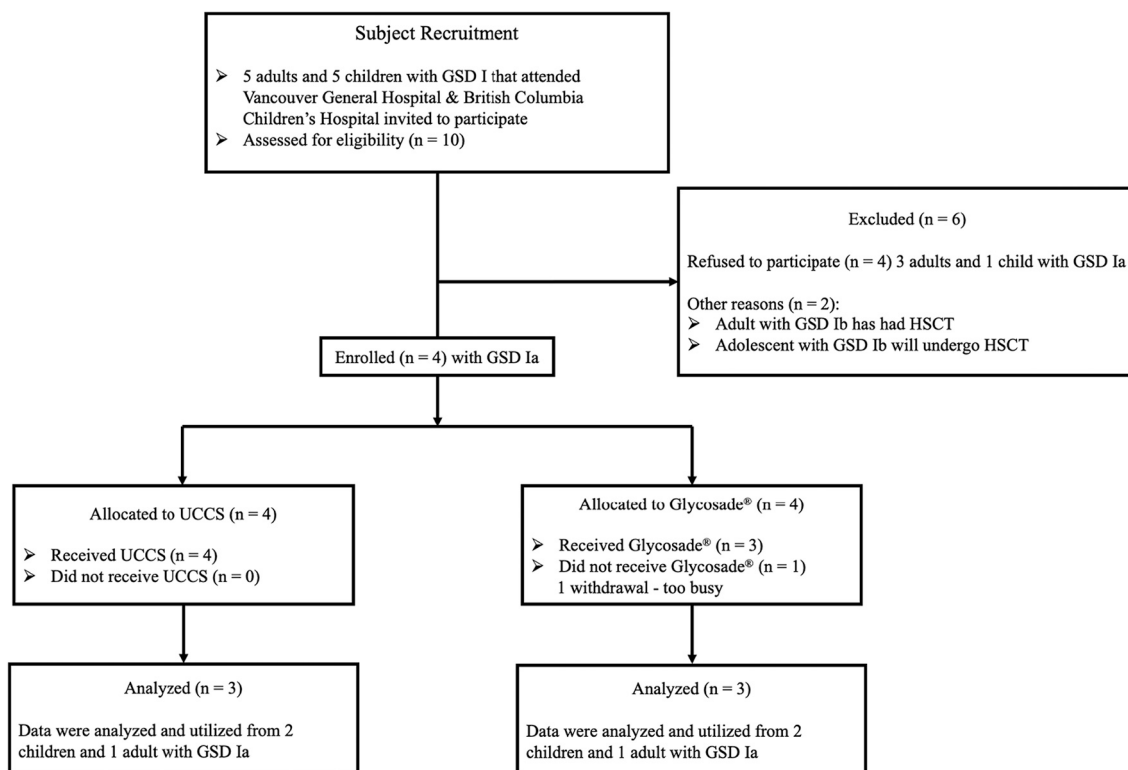 Subject Recruitment
➢ 5 adults and 5 children with GSD I that attended
Vancouver General Hospital & British Columbia
Children's Hospital invited to participate
➢ Assessed for eligibility (n = 10)
Excluded (n = 6)
Refused to participate (n = 4) 3 adults and 1 child with GSD Ia
Other reasons (n = 2):
➢ Adult with GSD Ib has had HSCT
➢ Adolescent with GSD Ib will undergo HSCT
Enrolled (n = 4) with GSD Ia
Allocated to UCCS (n = 4)
➢ Received UCCS (n = 4)
➢ Did not receive UCCS (n = 0)
Allocated to Glycosade® (n = 4)
➢ Received Glycosade® (n = 3)
➢ Did not receive Glycosade® (n = 1)
1 withdrawal - too busy
Analyzed (n = 3)
Data were analyzed and utilized from 2
children and 1 adult with GSD Ia
Analyzed (n = 3)
Data were analyzed and utilized from 2
children and 1 adult with GSD Ia